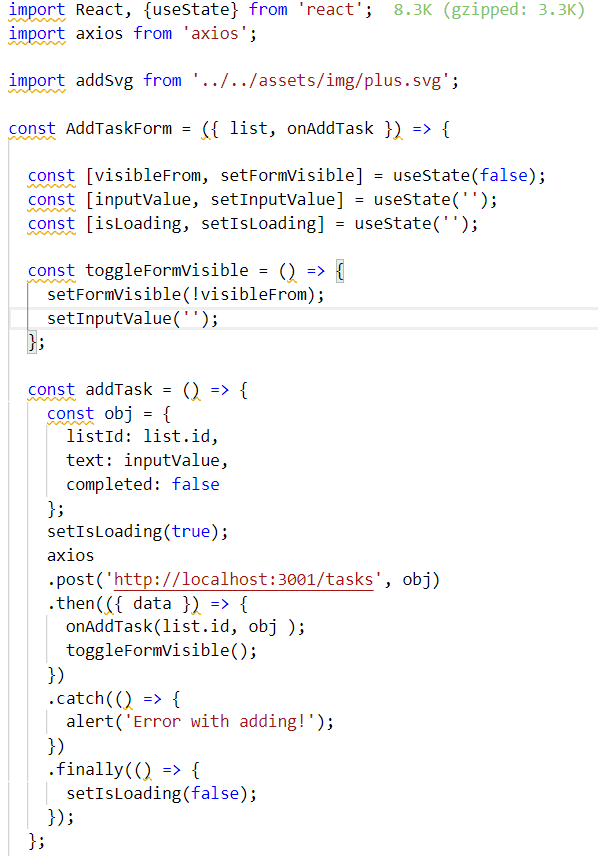 import React, {useState} from 'react';  8.3K (gzipped: 3.3K)
import axios from 'axios';

import addSvg from '../../assets/img/plus.svg';

const AddTaskForm = ({ list, onAddTask }) => {

  const [visibleFrom, setFormVisible] = useState(false);
  const [inputValue, setInputValue] = useState('');
  const [isLoading, setIsLoading] = useState('');

  const toggleFormVisible = () => {
    setFormVisible(!visibleFrom);
    setInputValue('');
  };

  const addTask = () => {
    const obj = {
      listId: list.id,
      text: inputValue,
      completed: false
    };
    setIsLoading(true);
    axios
    .post('http://localhost:3001/tasks', obj)
    .then(({ data }) => {
      onAddTask(list.id, obj );
      toggleFormVisible();
    })
    .catch(() => {
      alert('Error with adding!');
    })
    .finally(() => {
      setIsLoading(false);
    });
  };